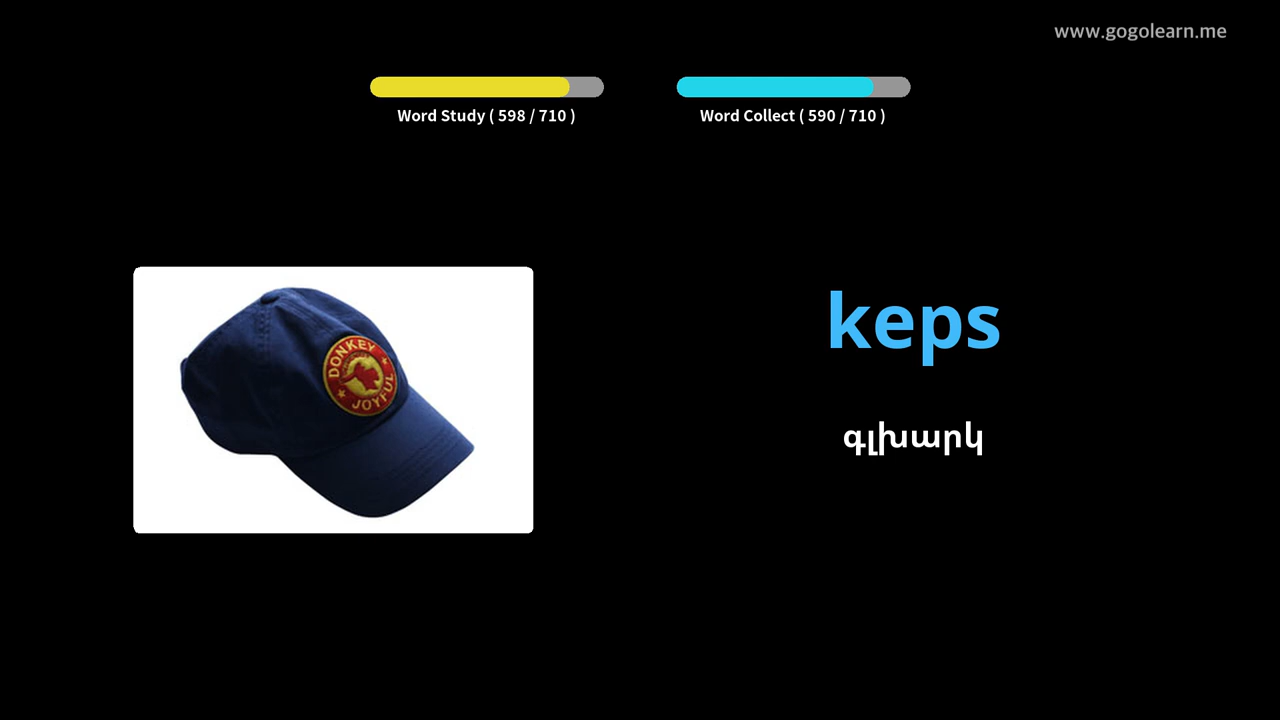 www.gogolearn.me
Word Study ( 598 / 710 )
Word Collect ( 590 / 710 )
DONKEY
JOYFUL
keps
գլխարկ